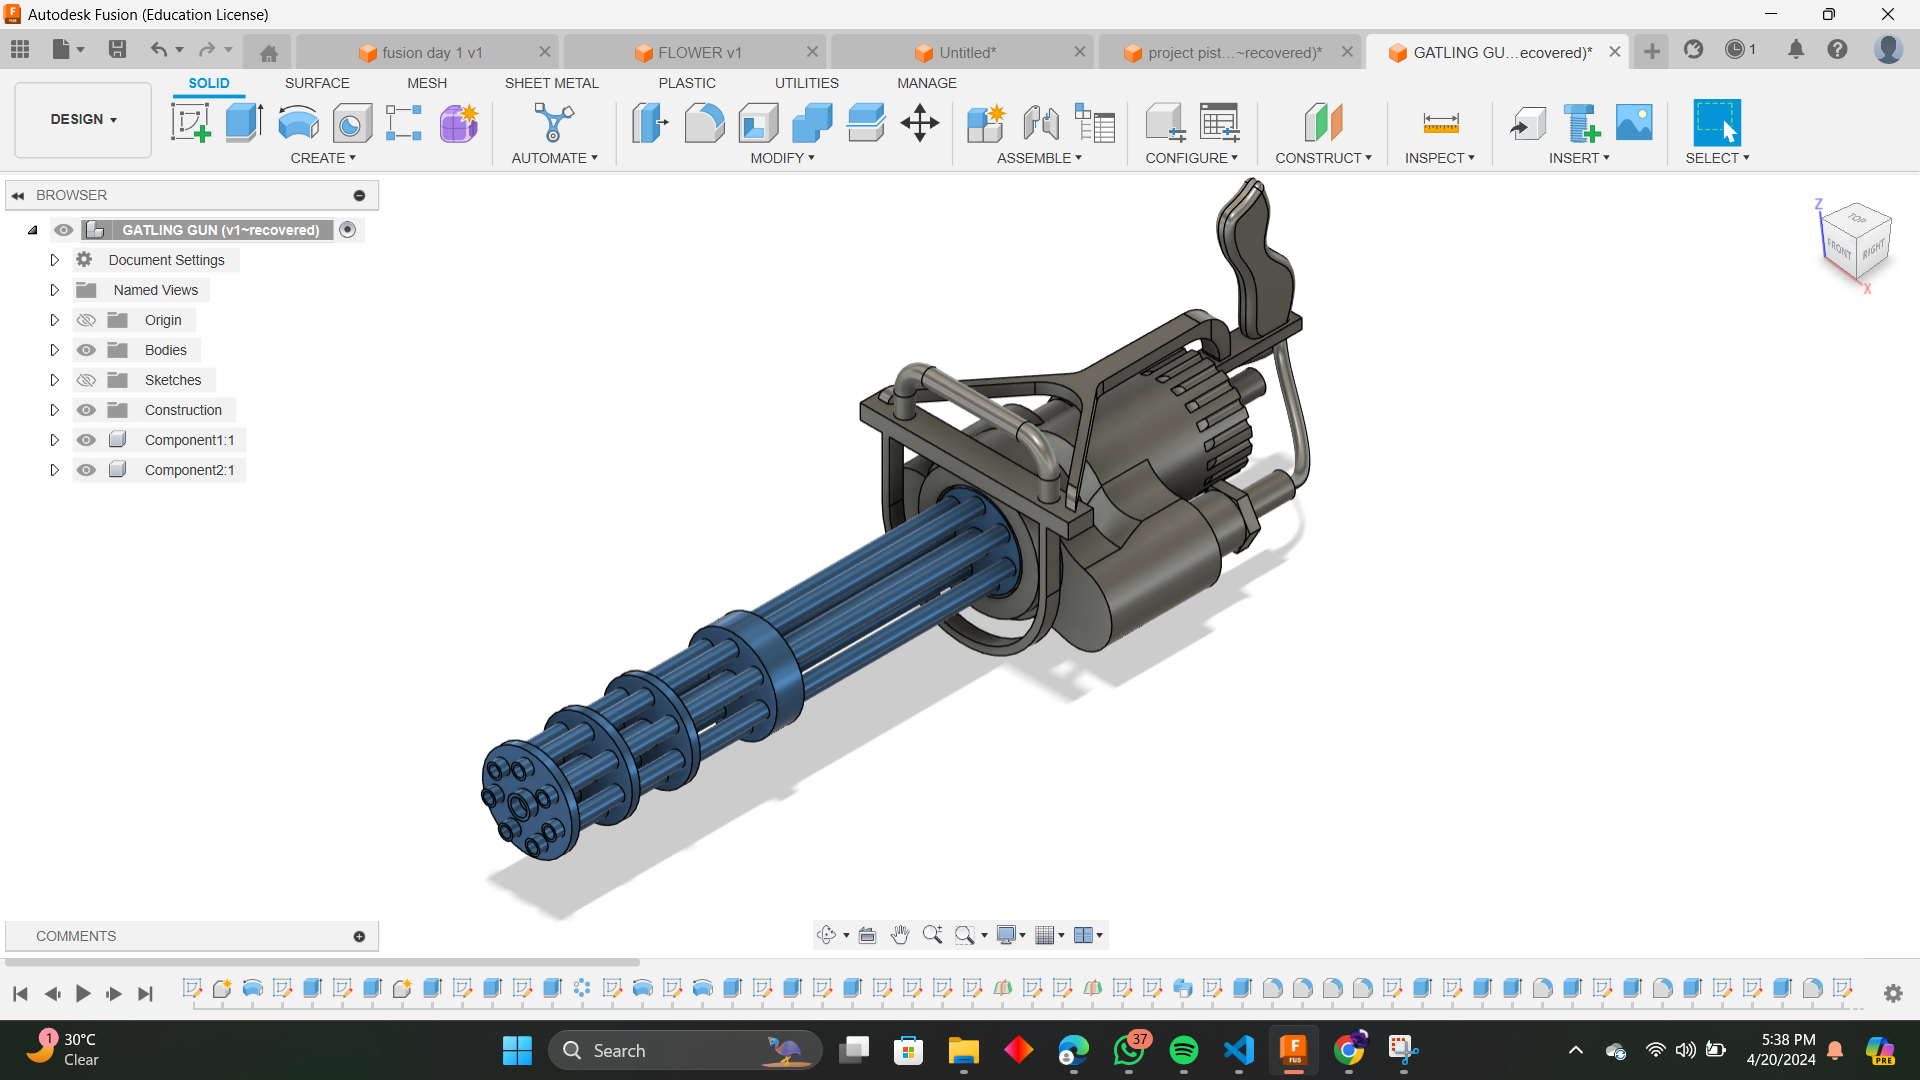 Autodesk Fusion (Education License)
fusion day 1 v1
FLOWER v1
Untitled*
project pist...~recovered)*
GATLING GU...ecovered)*
1
SOLID
SURFACE
MESH
SHEET METAL
PLASTIC
UTILITIES
MANAGE
DESIGN
CREATE
AUTOMATE
MODIFY
ASSEMBLE
CONFIGURE
CONSTRUCT
INSPECT
INSERT
SELECT
BROWSER
GATLING GUN (v1~recovered)
Document Settings
Named Views
Origin
Bodies
Sketches
Construction
Component1:1
Component2:1
Z
TOP
FRONT
RIGHT
X
COMMENTS
1
30°C
Clear
Search
37
F
FUS
5:38 PM
4/20/2024
PRE